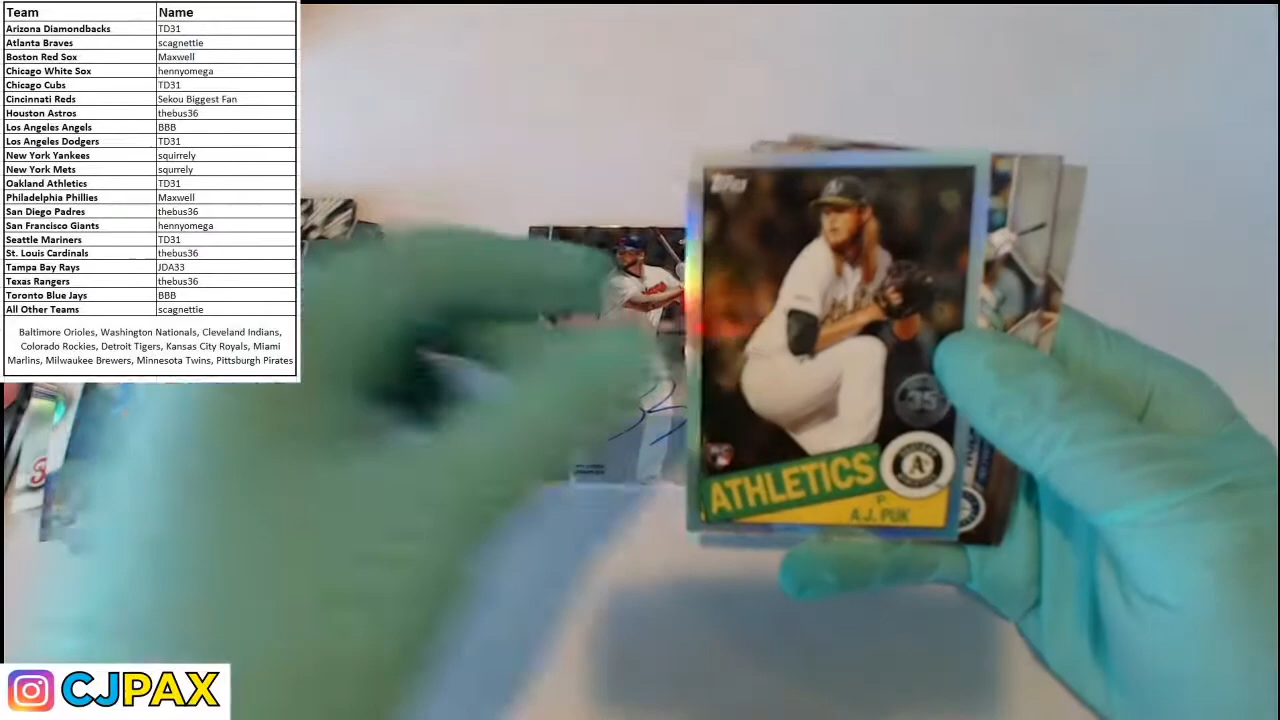 Team Name
Arizona Diamondbacks TD31
Atlanta Braves scagnettie
Boston Red Sox Maxwell
Chicago White Sox hennyomega
Chicago Cubs TD31
Cincinnati Reds Sekou Biggest Fan
Houston Astros thebus36
Los Angeles Angels BBB
Los Angeles Dodgers TD31
New York Yankees squirrely
New York Mets squrrely
Oakland Athletics TD31
Philadelphia Phillies Maxwell
San Diego Padres thebus36
San Francisco Giants hennyomega
Seattle Mariners TD31
St. Louis Cardinals thebus36
Tampa Bay Rays JDA33
Texas Rangers thebus36
Toronto Blue Jays BBB
All Other Teams scagnettie
Baltimore Orioles, Washington Nationals, Cleveland Indians,
Colorado Rockies, Detroit Tigers, Kansas City Royals, Miami
Marlins, Milwaukee Brewers, Minnesota Twins, Pittsburgh Pirates
Topps
35
ATHLETICS
P
A.J. PUK
CJPAX